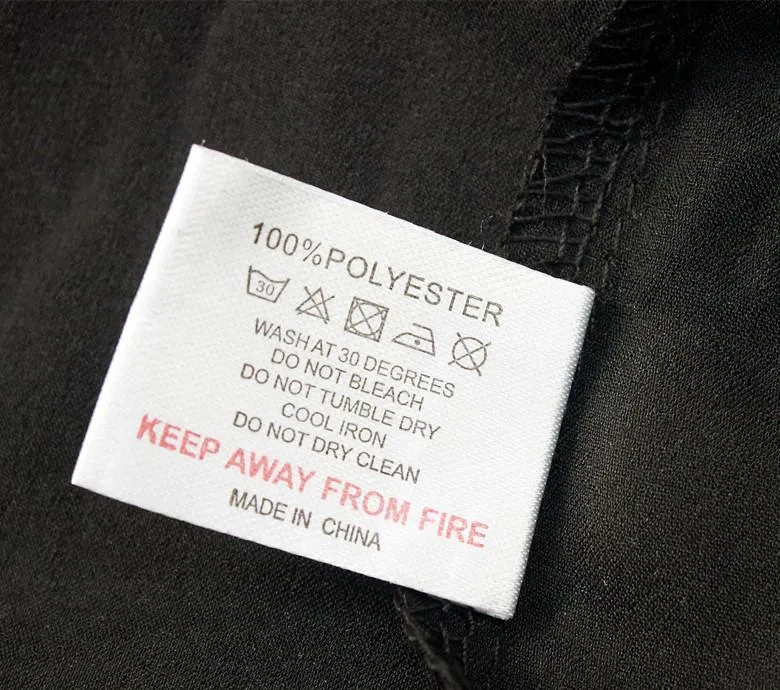 100%POLYESTER
30
WASH AT 30 DEGREES
DO NOT BLEACH
DO NOT TUMBLE DRY
COOL IRON
DO NOT DRY CLEAN
KEEP AWAY FROM FIRE
MADE IN CHINA